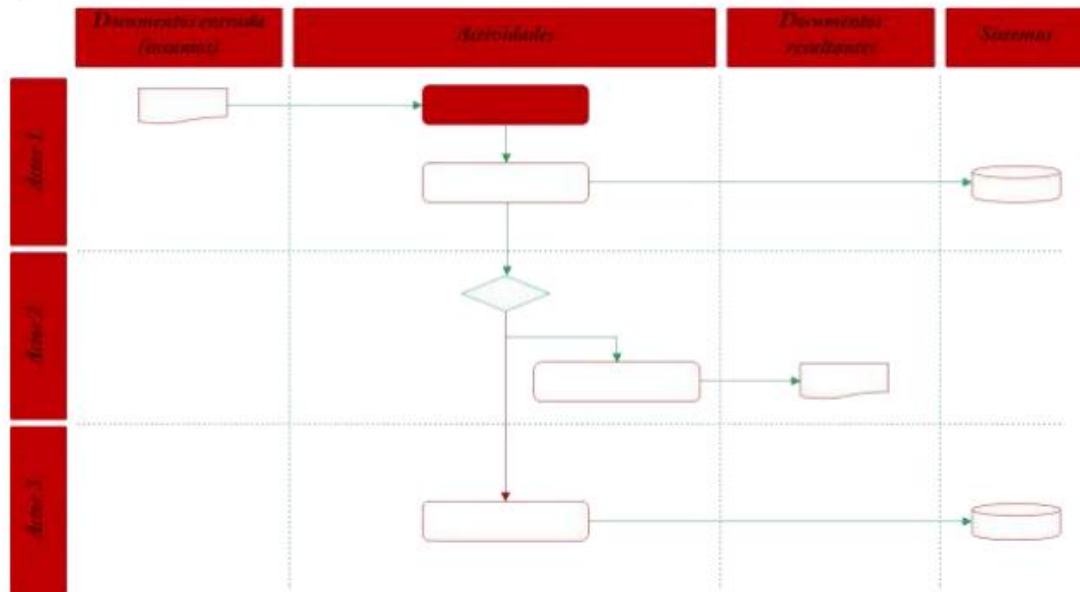 Documentos entrada
(insumos)
Actividades
Documentos
resultantes
Sistemas
Actor 1
Actor 2
Actor 3